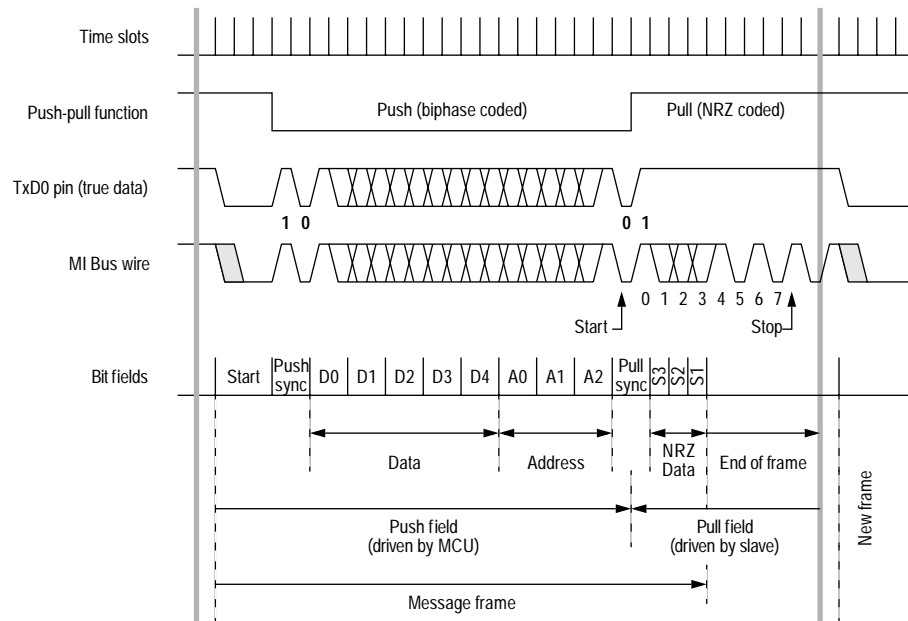 Time slots
Push-pull function
Push (biphase coded)
Pull (NRZ coded)
TxD0 pin (true data)
1 0
0 1
MI Bus wire
0 1 2 3 4 5 6 7
Start
Stop
Bit fields
Start
Push sync
D0
D1
D2
D3
D4
A0
A1
A2
Pull sync
S3
S2
S1
Data
Address
NRZ Data
End of frame
Push field
(driven by MCU)
Pull field
(driven by slave)
New frame
Message frame